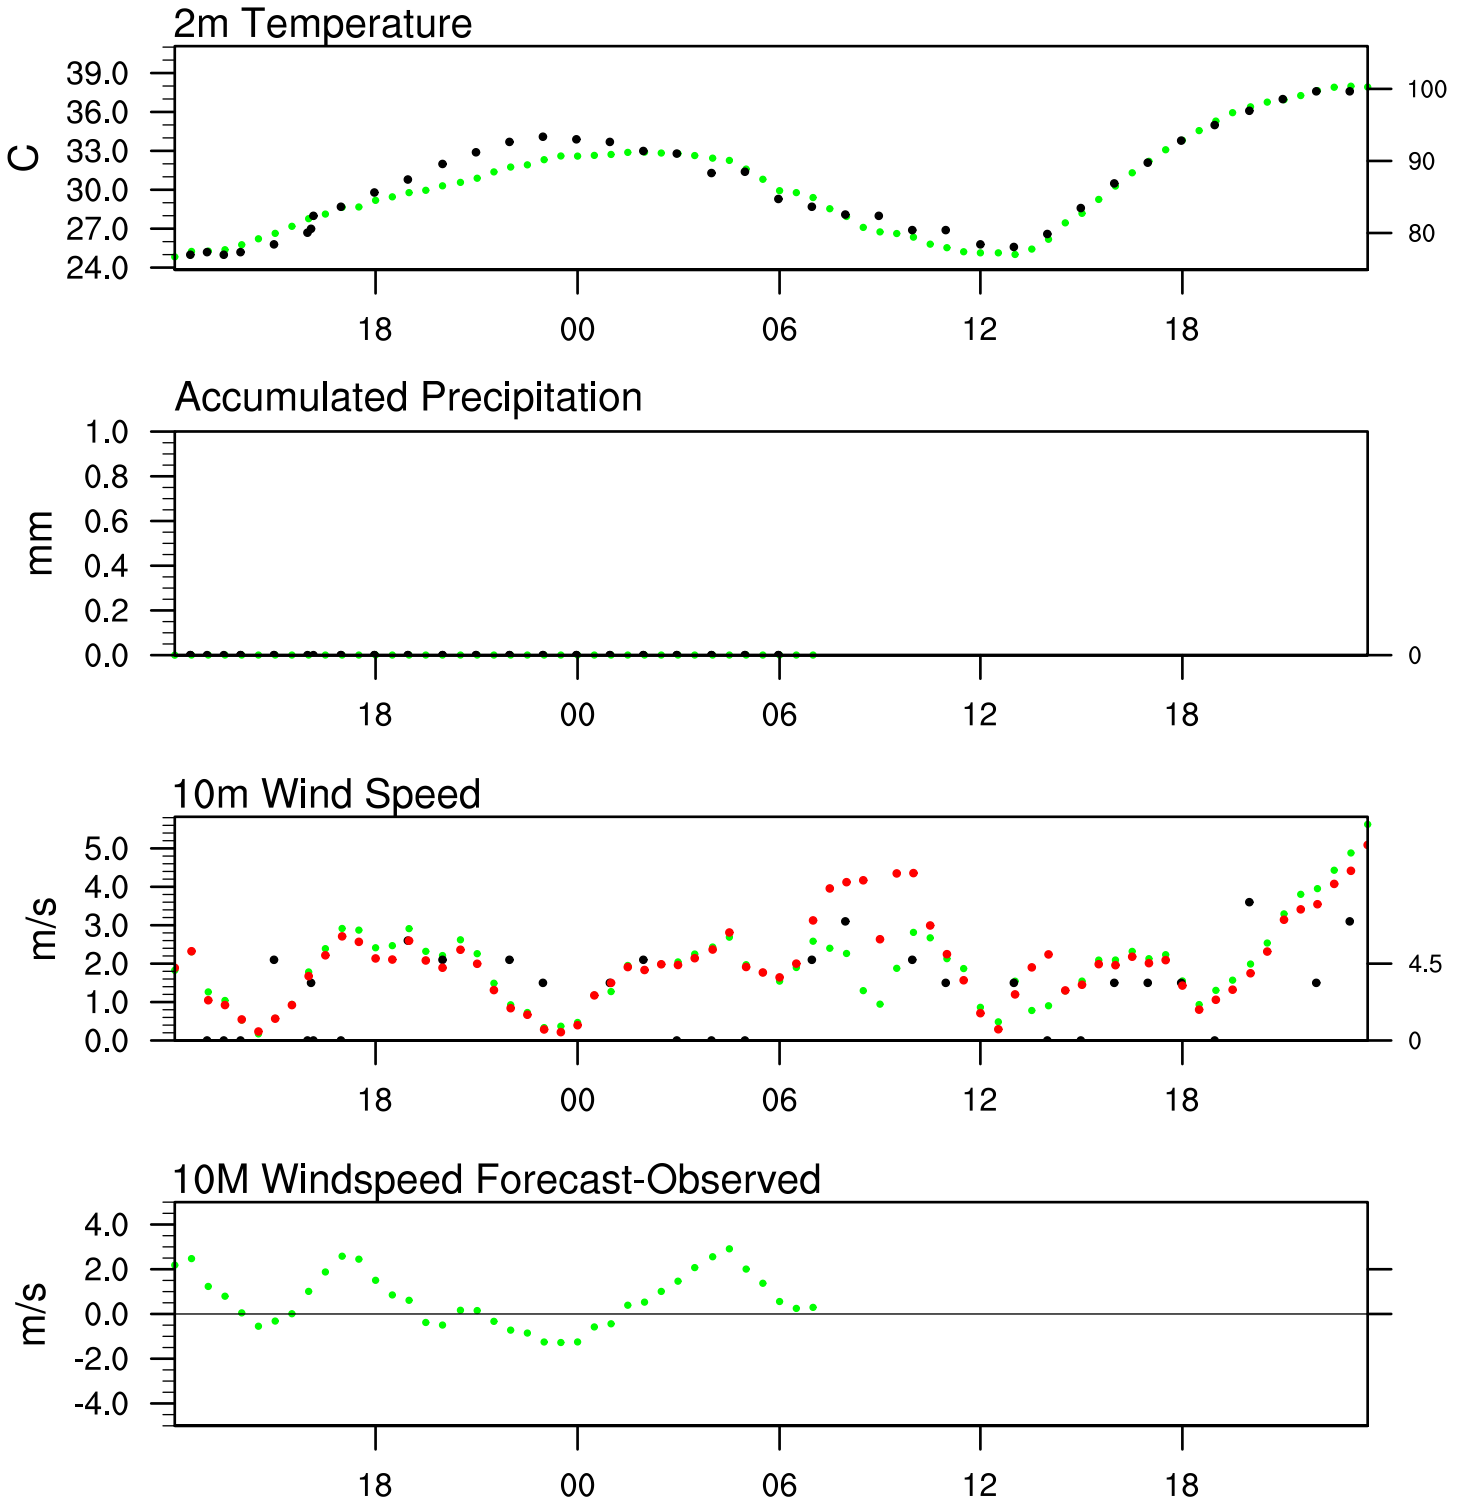 2m Temperature
39.0
36.0
33.0
30.0
27.0
24.0
C
100
90
80
18 00 06 12 18
Accumulated Precipitation
1.0
0.8
0.6
0.4
0.2
0.0
mm
0
18 00 06 12 18
10m Wind Speed
5.0
4.0
3.0
2.0
1.0
0.0
m/s
4.5
0
18 00 06 12 18
10M Windspeed Forecast-Observed
4.0
2.0
0.0
-2.0
-4.0
m/s
18 00 06 12 18